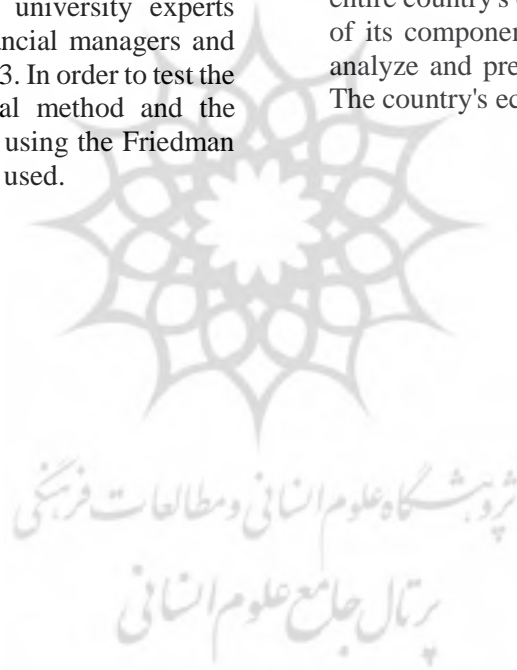 university experts
ncial managers and
3. In order to test the
al method and the
using the Friedman
used.
entire country's
of its componen
analyze and pre
The country's ec
پژوهشگاه علوم انسانی و مطالعات فرهنگی
پرتال جامع علوم انسانی